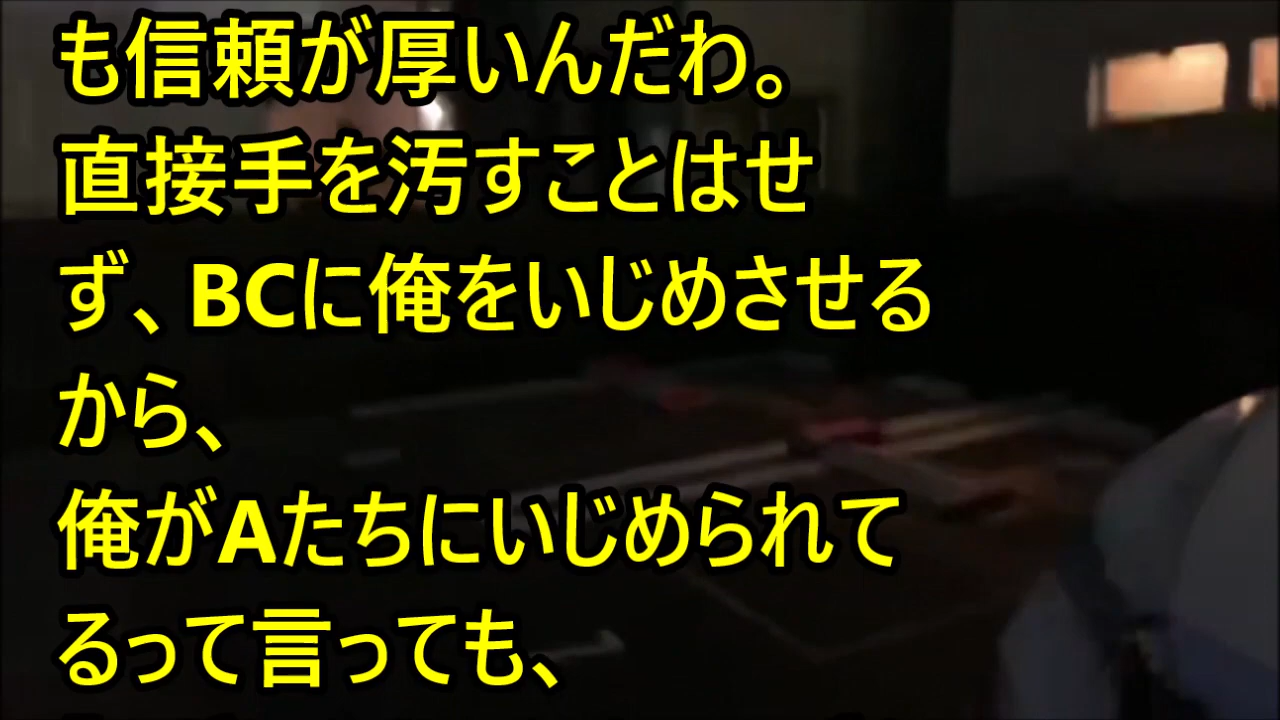 も信頼が厚いんだわ。
直接手を汚すことはせ
ず、BCに俺をいじめさせる
から、
俺がAたちにいじめられて
るって言っても、